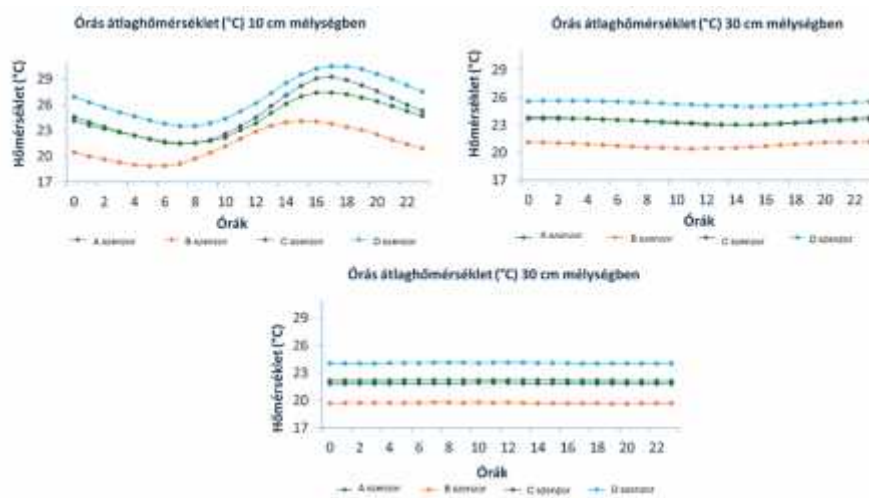 Órás átlaghőmérséklet (°C) 10 cm mélységben
Hőmérséklet (°C)
29
26
23
20
17
0 2 4 6 8 10 12 14 16 18 20 22
Órák
A szenzor B szenzor C szenzor D szenzor
Órás átlaghőmérséklet (°C) 30 cm mélységben
Hőmérséklet (°C)
29
26
23
20
17
0 2 4 6 8 10 12 14 16 18 20 22
Órák
A szenzor B szenzor C szenzor D szenzor
Órás átlaghőmérséklet (°C) 30 cm mélységben
Hőmérséklet (°C)
29
26
23
20
17
0 2 4 6 8 10 12 14 16 18 20 22
Órák
A szenzor B szenzor C szenzor D szenzor